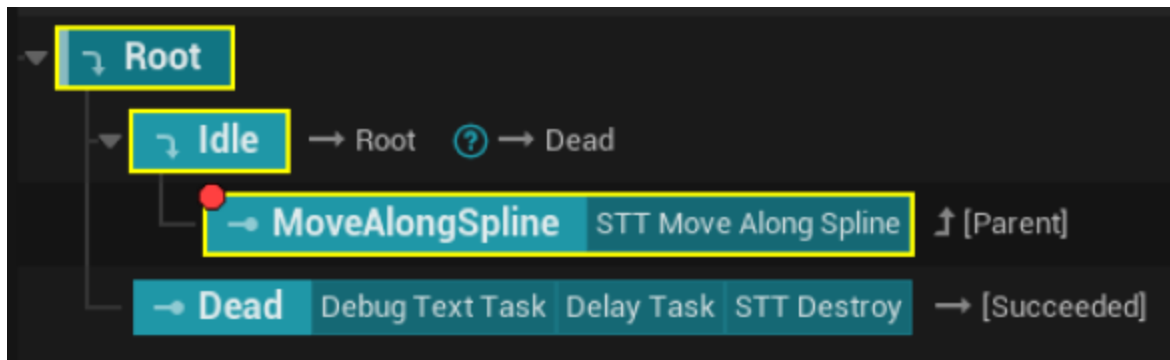 Root
Idle → Root ? → Dead
MoveAlongSpline STT Move Along Spline [Parent]
Dead Debug Text Task Delay Task STT Destroy → [Succeeded]